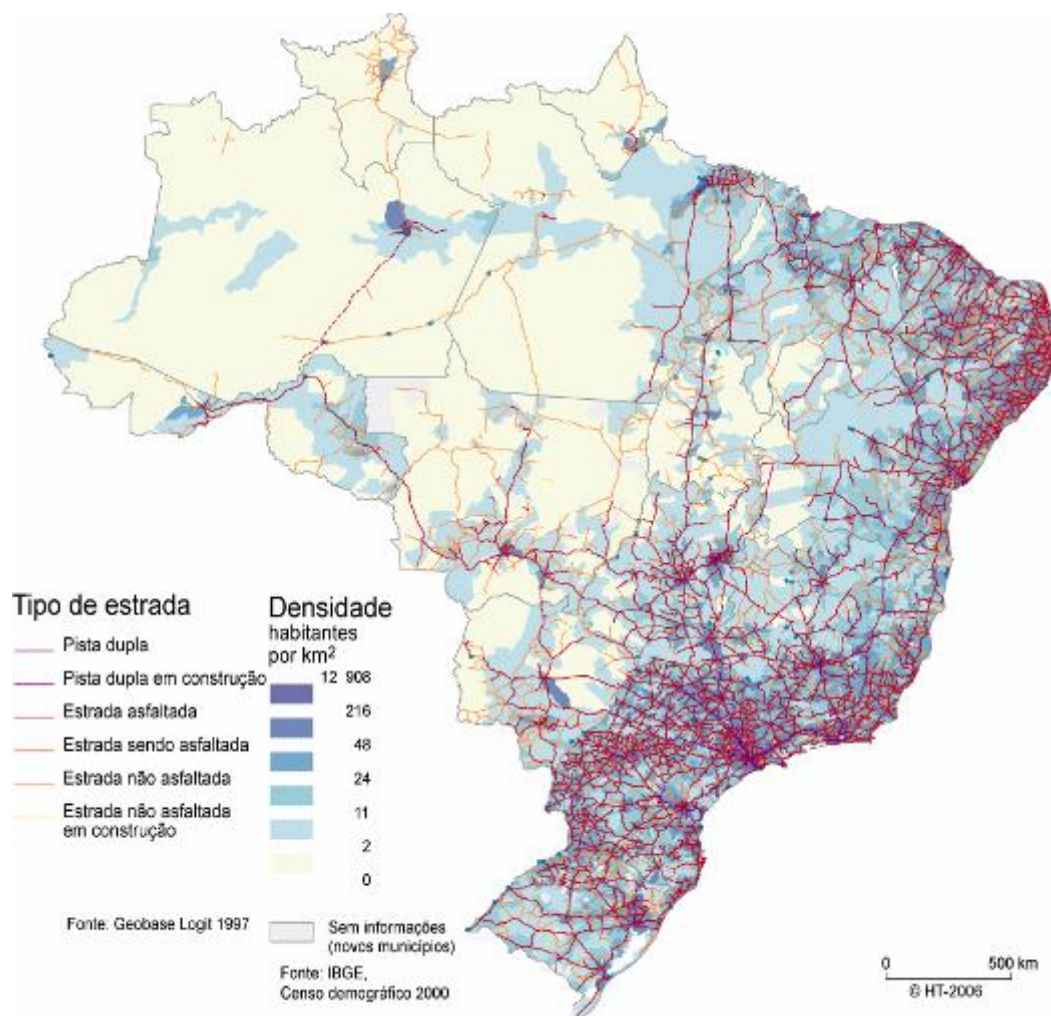 Tipo de estrada
Pista dupla
Pista dupla em construção
Estrada asfaltada
Estrada sendo asfaltada
Estrada não asfaltada
Estrada não asfaltada
em construção
Fonte: Geobase Logit 1997
Densidade
habitantes
por km²
12 908
216
48
24
11
2
0
Sem informações
(novos municípios)
Fonte: IBGE,
Censo demográfico 2000
0 500 km
© HT-2006